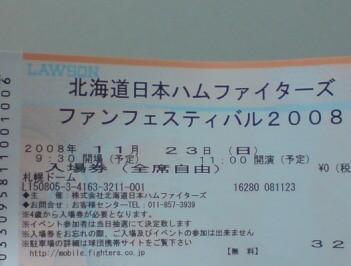 LAWSON
北海道日本ハムファイターズ
ファンフェスティバル2008
2008年 11月 23日(日)
9:30開場(予定) 11:00開演(予定)
入場券(全席自由) ¥0(税
札幌ドーム
L150805-3-4163-3211-001 16280 081123
◆主 催:株式会社北海道日本ハムファイターズ
◆お問合せ:お客様センターTEL:011-857-3939
※4歳から入場券が必要となります。
※イベント参加者は当日抽選にて決定致します
※入場券をお忘れの際、ご入場及びイベントの参加は出来ません
※駐車場の詳細は球団携帯サイトをご覧下さい
http://mobile.fighters.co.jp 【無料】 32
0330958110010006